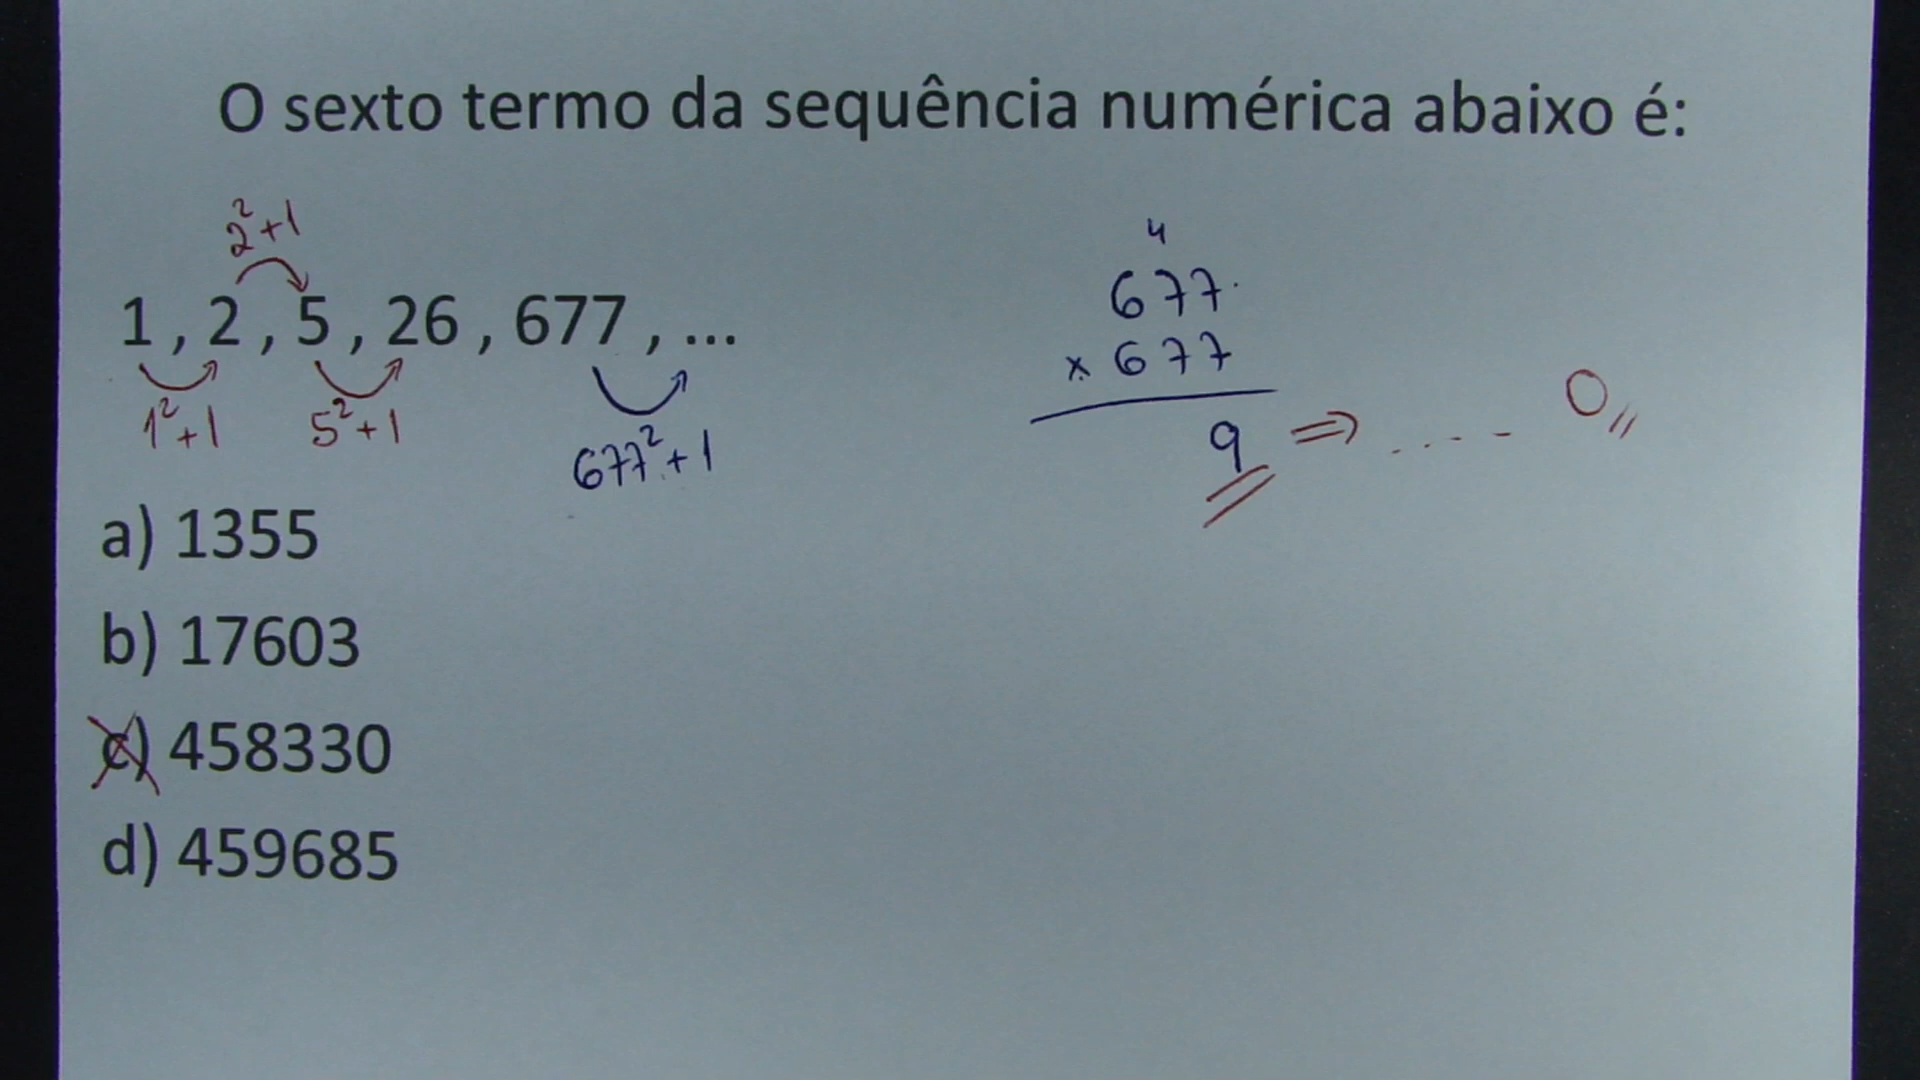 O sexto termo da sequência numérica abaixo é:
2²+1
1 , 2 , 5 , 26 , 677 , ...
1²+1 5²+1 677²+1
4
677
x 677
9 ⇒ .... 0,,
a) 1355
b) 17603
c) 458330
d) 459685